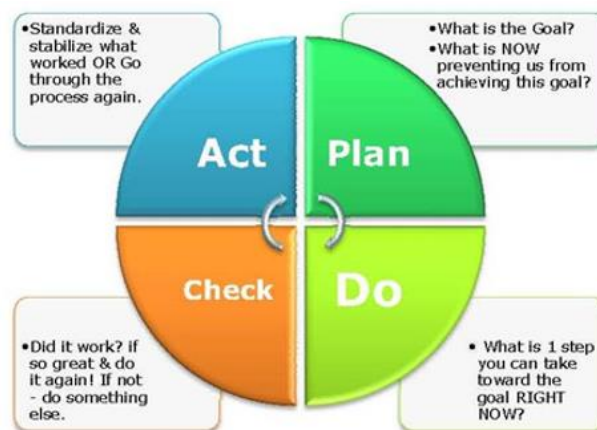 •Standardize &
stabilize what
worked OR Go
through the
process again.
•What is the Goal?
•What is NOW
preventing us from
achieving this goal?
Act
Plan
Check
Do
•Did it work? if
so great & do
it again! If not
- do something
else.
• What is 1 step
you can take
toward the
goal RIGHT
NOW?